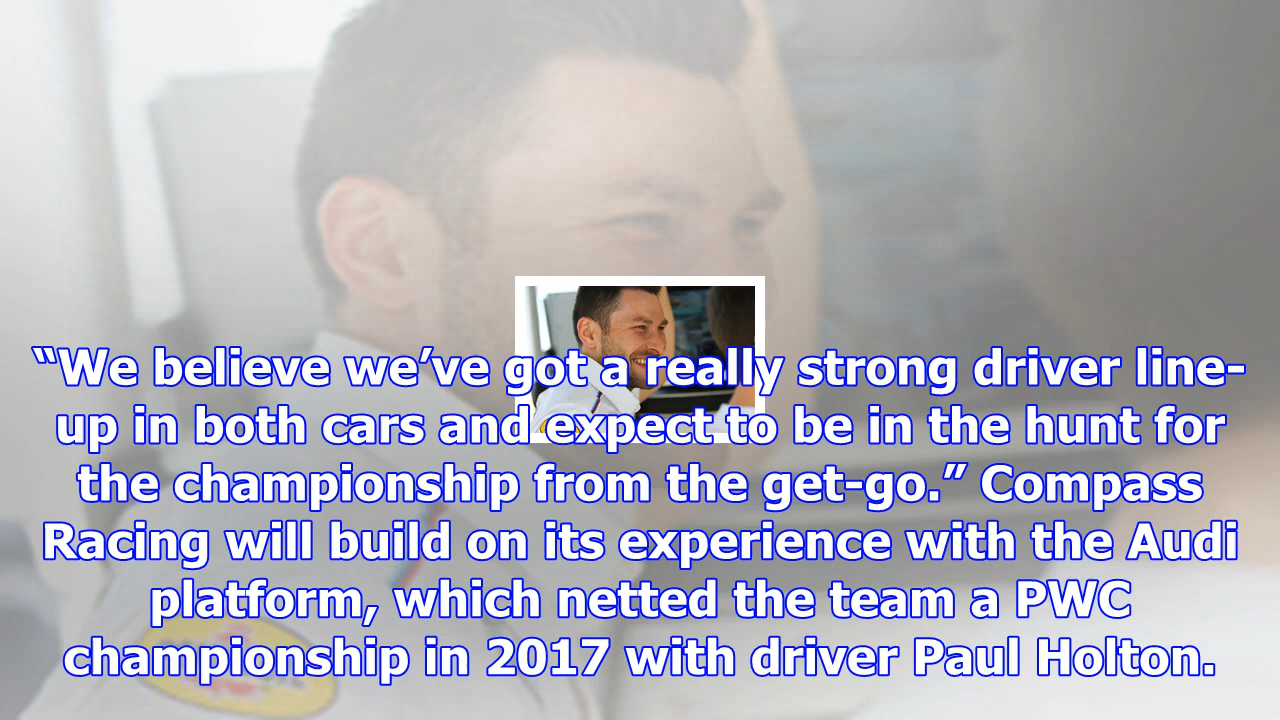 “We believe we’ve got a really strong driver line-
up in both cars and expect to be in the hunt for
the championship from the get-go.” Compass
Racing will build on its experience with the Audi
platform, which netted the team a PWC
championship in 2017 with driver Paul Holton.